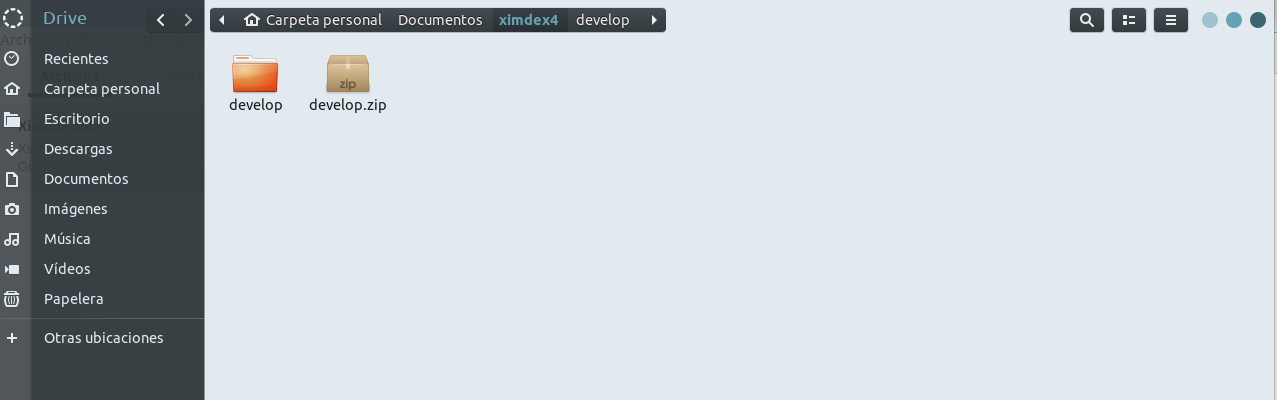 Drive
Carpeta personal Documentos ximdex4 develop
Recientes
Carpeta personal
Escritorio
Descargas
Documentos
Imágenes
Música
Vídeos
Papelera
Otras ubicaciones
zip
develop
develop.zip